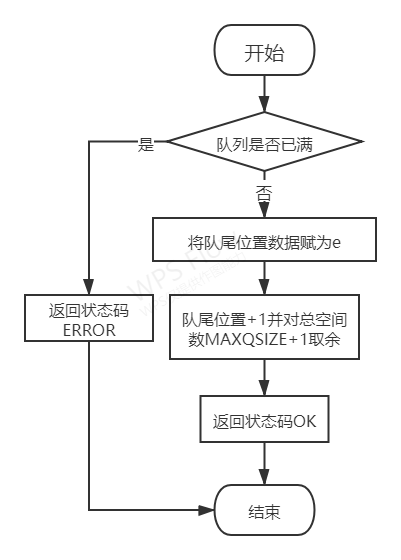 开始
队列是否已满
是
否
将队尾位置数据赋为e
返回状态码
ERROR
队尾位置+1并对总空间
数MAXQSIZE+1取余
返回状态码OK
结束